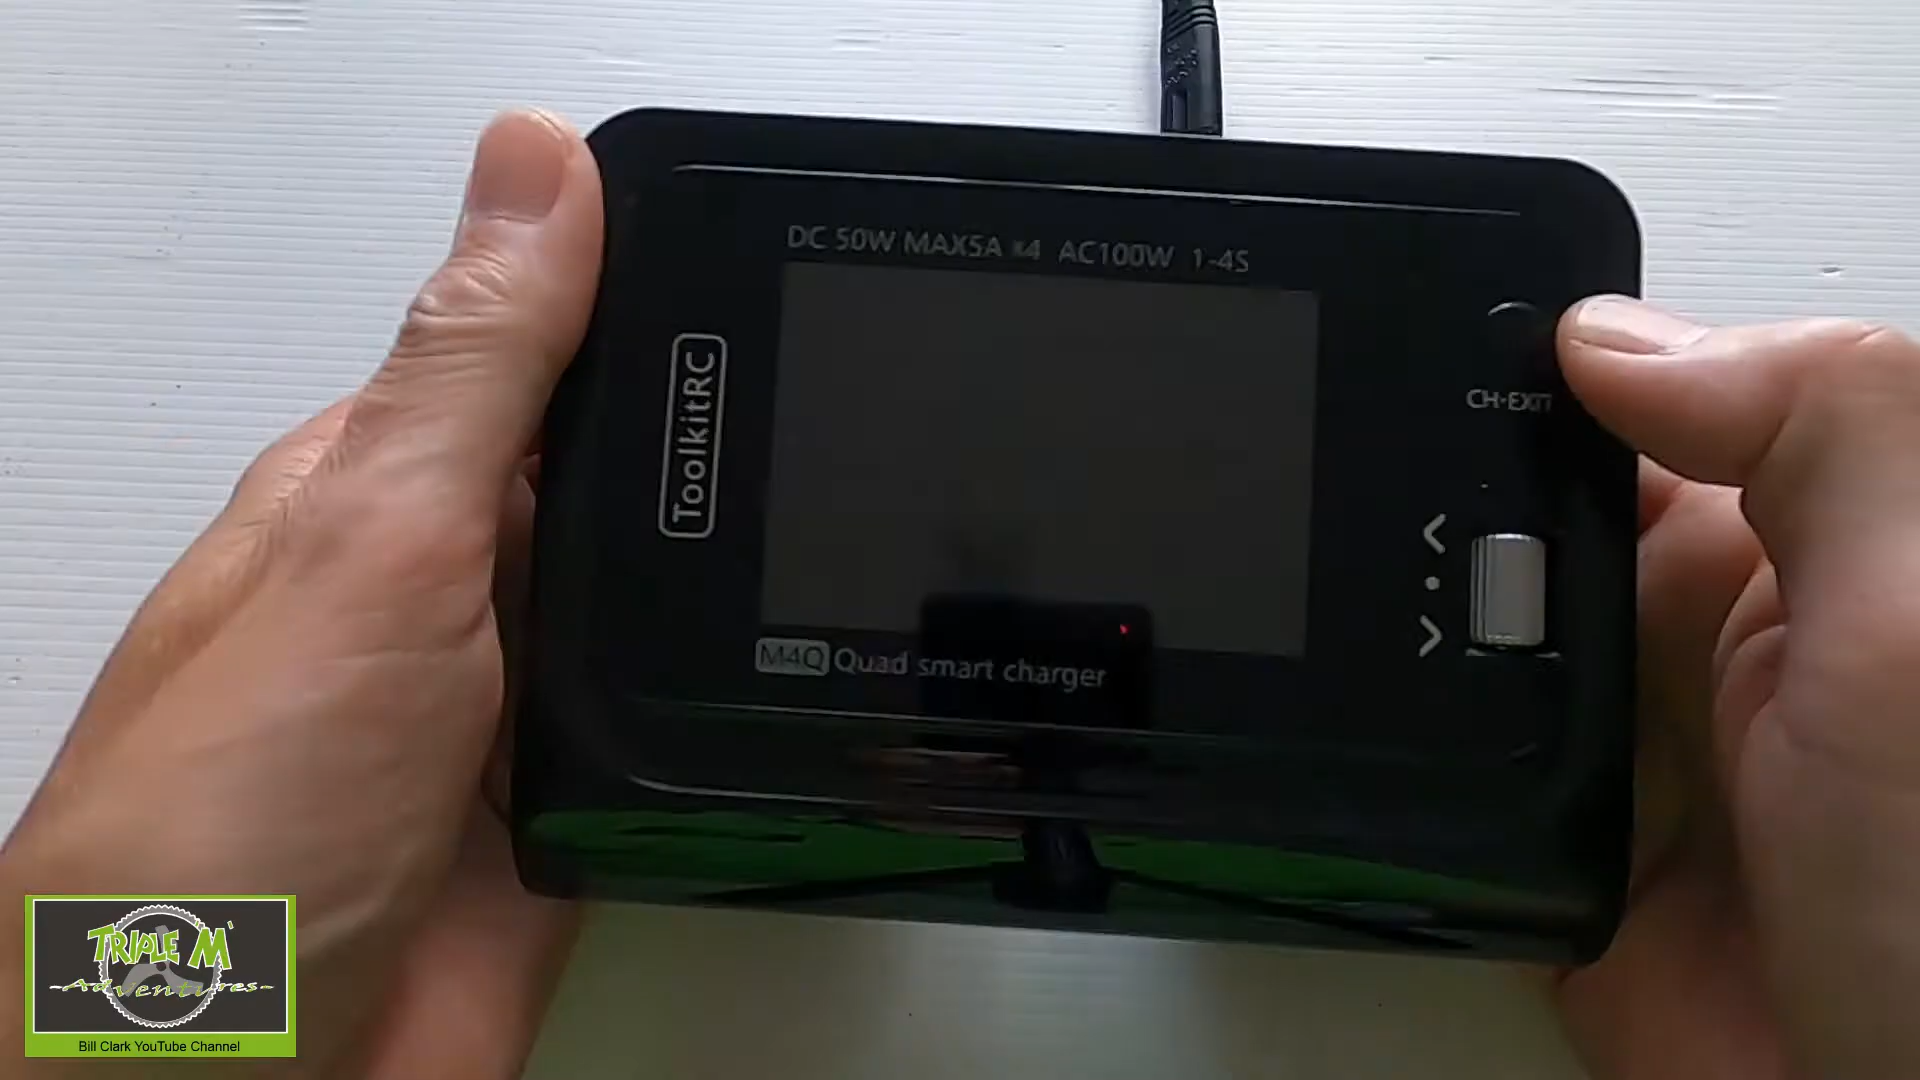 DC 50W MAX5A x4 AC100W 1-4S
ToolkitRC
CH-EXIT
M4Q Quad smart charger
TRIPLE M
-Adventures-
Bill Clark YouTube Channel